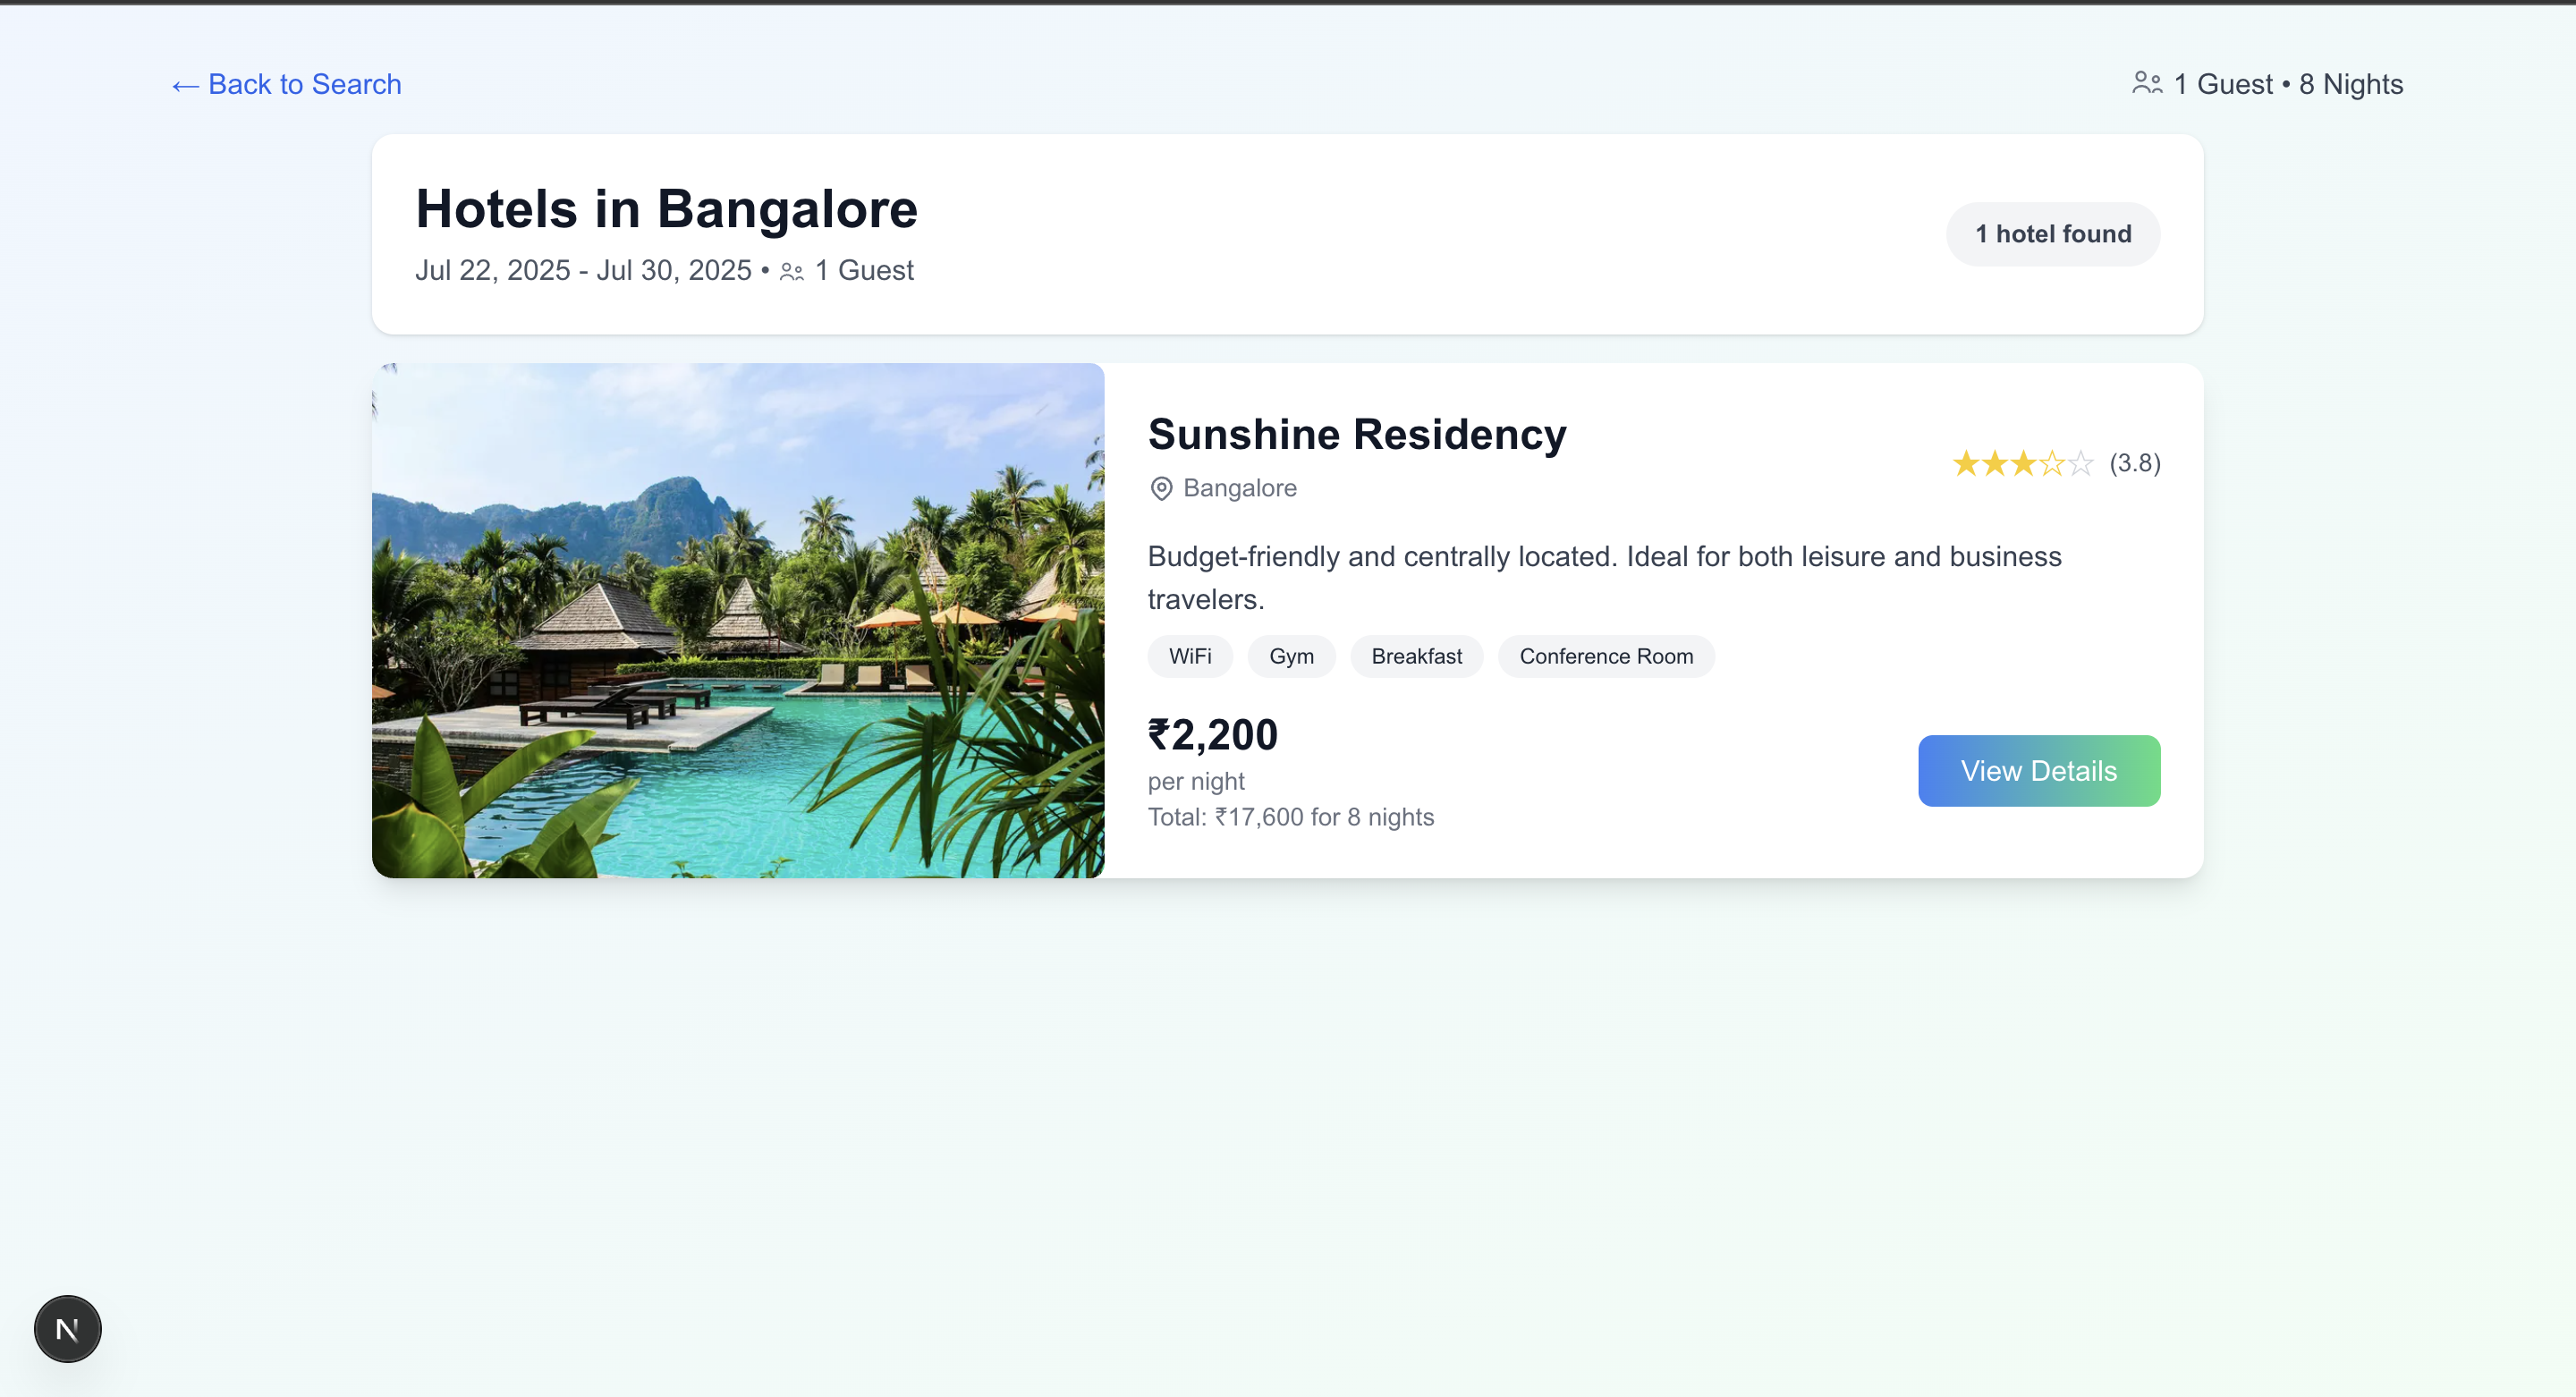 ← Back to Search
1 Guest • 8 Nights
Hotels in Bangalore
Jul 22, 2025 - Jul 30, 2025 • 1 Guest
1 hotel found
Sunshine Residency
Bangalore
★★★☆☆ (3.8)
Budget-friendly and centrally located. Ideal for both leisure and business
travelers.
WiFi Gym Breakfast Conference Room
₹2,200
per night
Total: ₹17,600 for 8 nights
View Details
N